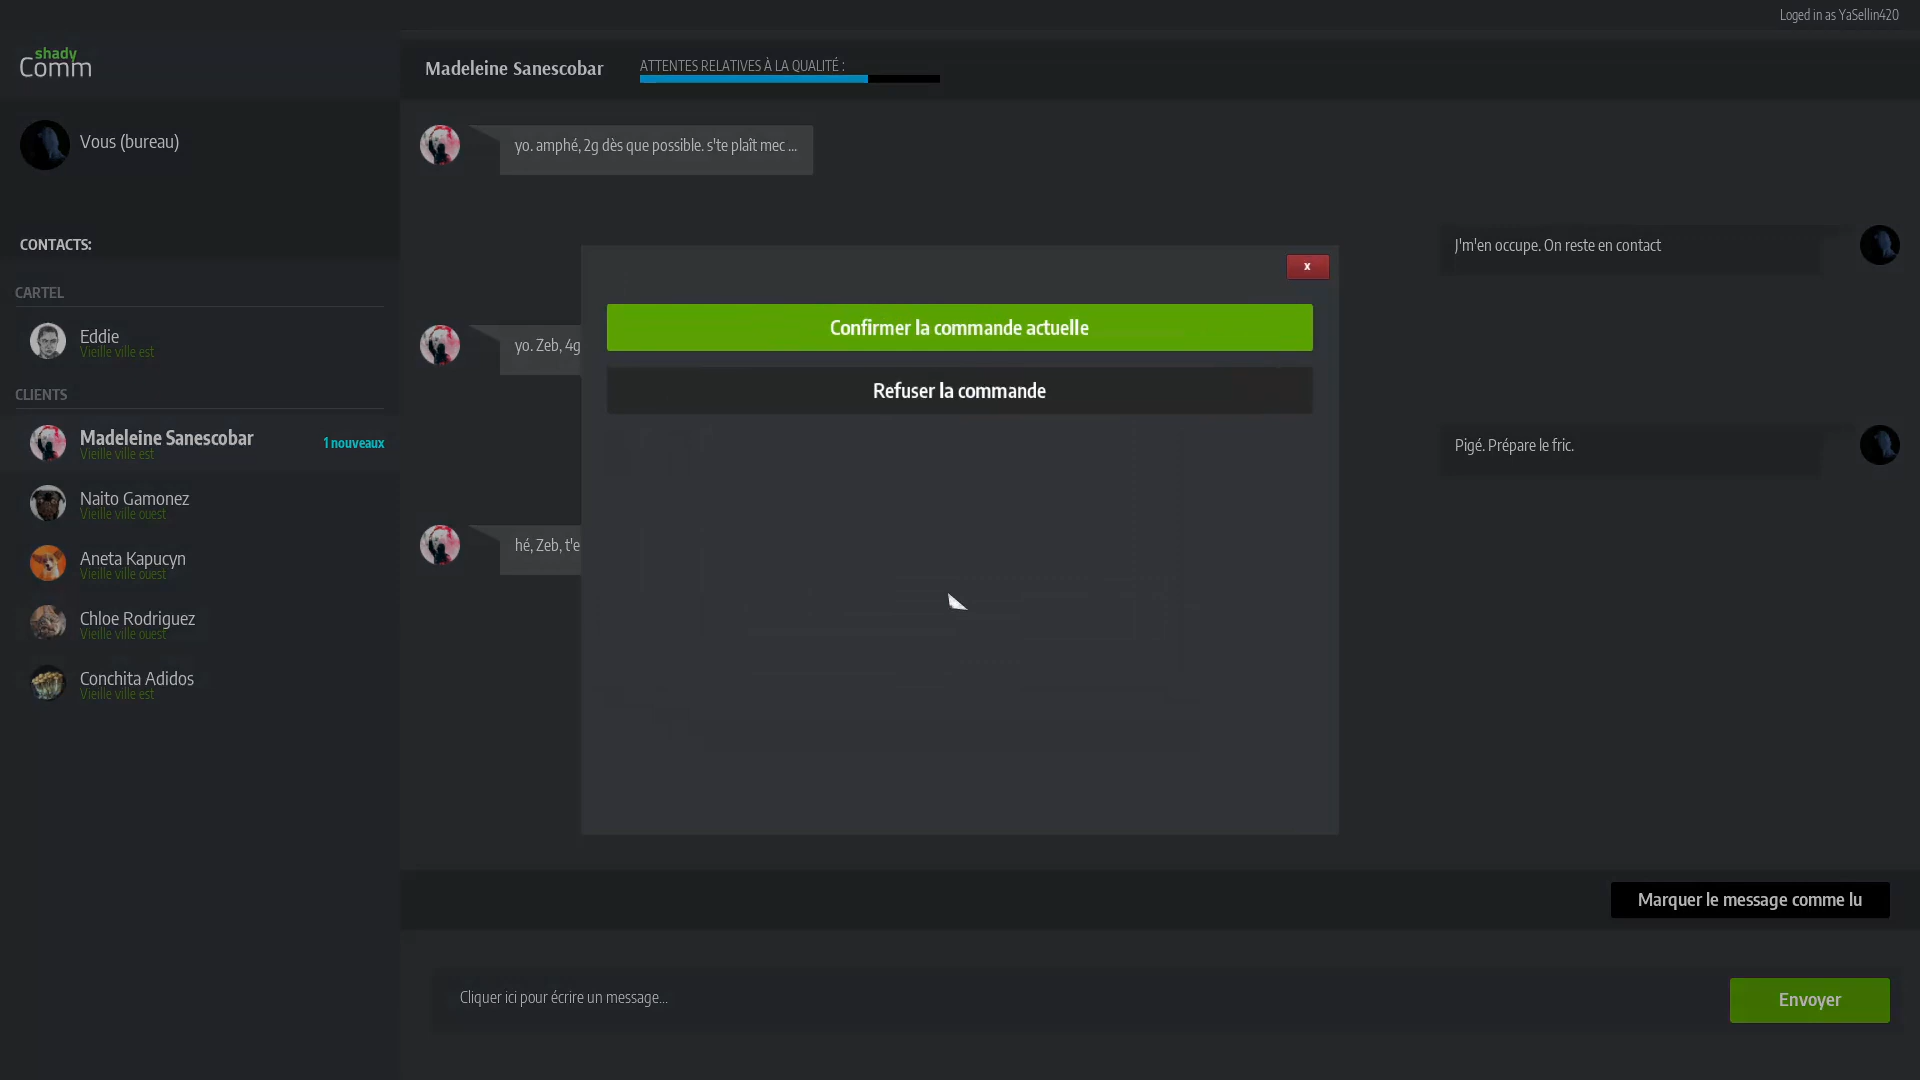 Loged in as YaSellin420
shady
Comm
Madeleine Sanescobar
ATTENTES RELATIVES À LA QUALITÉ :
Vous (bureau)
yo. amphé, 2g dès que possible. s'te plaît mec ...
CONTACTS:
J'm'en occupe. On reste en contact
x
CARTEL
Eddie
Vieille ville est
Confirmer la commande actuelle
yo. Zeb, 4g
Refuser la commande
CLIENTS
Madeleine Sanescobar
Vieille ville est
1 nouveaux
Pigé. Prépare le fric.
Naito Gamonez
Vieille ville ouest
hé, Zeb, t'e
Aneta Kapucyn
Vieille ville ouest
Chloe Rodriguez
Vieille ville ouest
Conchita Adidos
Vieille ville est
Marquer le message comme lu
Cliquer ici pour écrire un message...
Envoyer